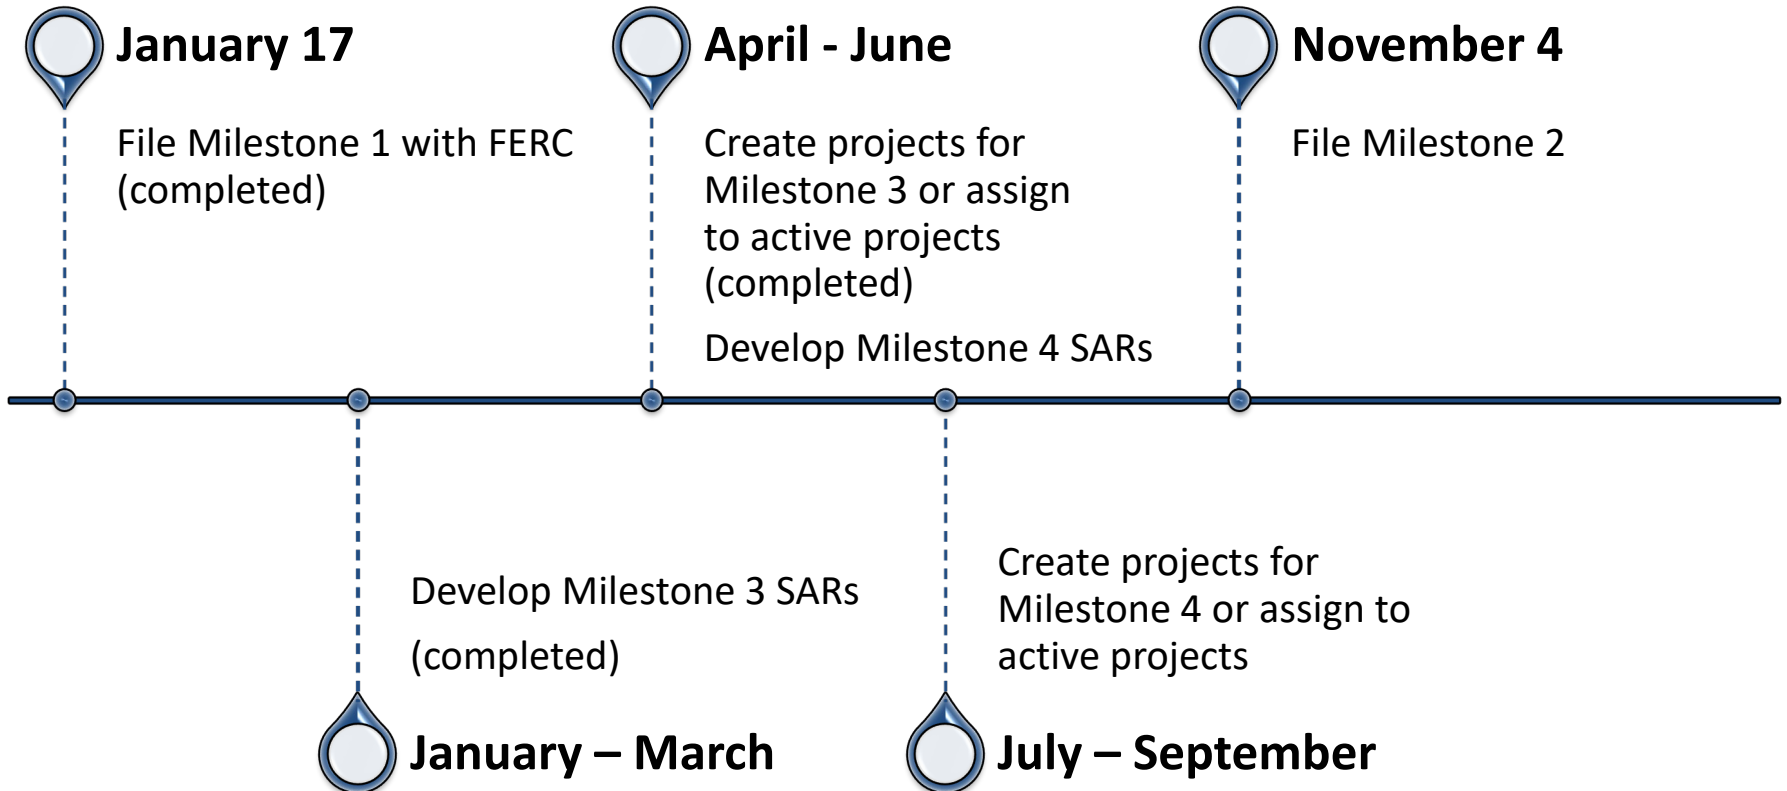 January 17
File Milestone 1 with FERC
(completed)
April - June
Create projects for
Milestone 3 or assign
to active projects
(completed)
Develop Milestone 4 SARs
November 4
File Milestone 2
Develop Milestone 3 SARs
(completed)
January – March
Create projects for
Milestone 4 or assign to
active projects
July – September